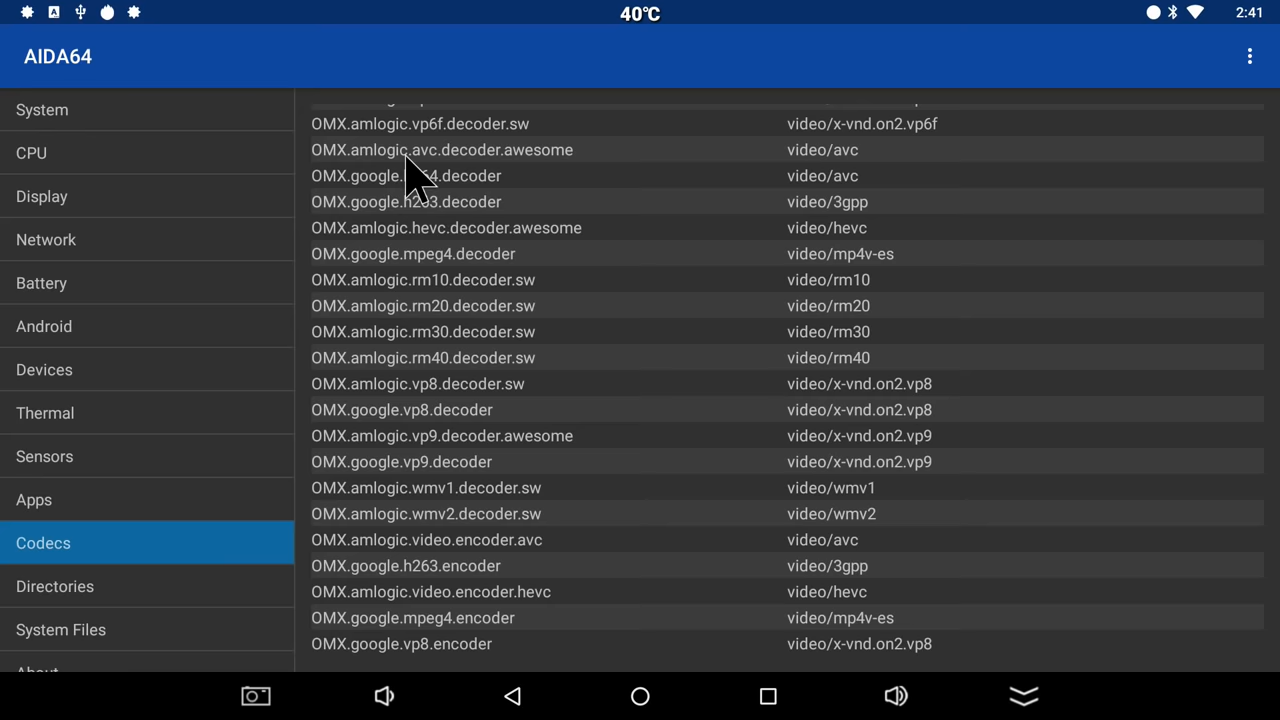 40℃
2:41
AIDA64
System
CPU
Display
Network
Battery
Android
Devices
Thermal
Sensors
Apps
Codecs
Directories
System Files
About
OMX.amlogic.vp6f.decoder.sw video/x-vnd.on2.vp6f
OMX.amlogic.avc.decoder.awesome video/avc
OMX.google.h264.decoder video/avc
OMX.google.h263.decoder video/3gpp
OMX.amlogic.hevc.decoder.awesome video/hevc
OMX.google.mpeg4.decoder video/mp4v-es
OMX.amlogic.rm10.decoder.sw video/rm10
OMX.amlogic.rm20.decoder.sw video/rm20
OMX.amlogic.rm30.decoder.sw video/rm30
OMX.amlogic.rm40.decoder.sw video/rm40
OMX.amlogic.vp8.decoder.sw video/x-vnd.on2.vp8
OMX.google.vp8.decoder video/x-vnd.on2.vp8
OMX.amlogic.vp9.decoder.awesome video/x-vnd.on2.vp9
OMX.google.vp9.decoder video/x-vnd.on2.vp9
OMX.amlogic.wmv1.decoder.sw video/wmv1
OMX.amlogic.wmv2.decoder.sw video/wmv2
OMX.amlogic.video.encoder.avc video/avc
OMX.google.h263.encoder video/3gpp
OMX.amlogic.video.encoder.hevc video/hevc
OMX.google.mpeg4.encoder video/mp4v-es
OMX.google.vp8.encoder video/x-vnd.on2.vp8